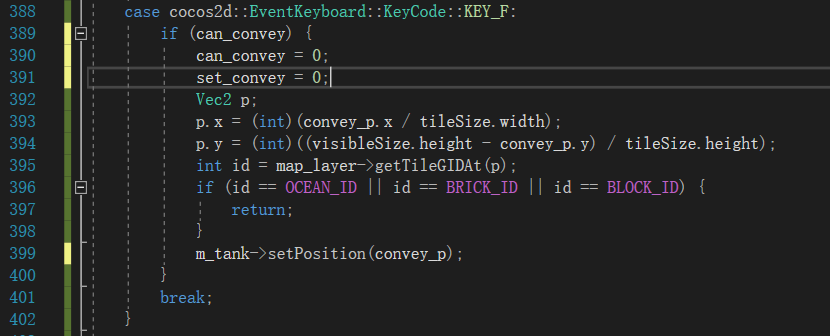 388 case cocos2d::EventKeyboard::KeyCode::KEY_F:
389 if (can_convey) {
390 can_convey = 0;
391 set_convey = 0;
392 Vec2 p;
393 p.x = (int)(convey_p.x / tileSize.width);
394 p.y = (int)((visibleSize.height - convey_p.y) / tileSize.height);
395 int id = map_layer->getTileGIDAt(p);
396 if (id == OCEAN_ID || id == BRICK_ID || id == BLOCK_ID) {
397 return;
398 }
399 m_tank->setPosition(convey_p);
400 }
401 break;
402 }